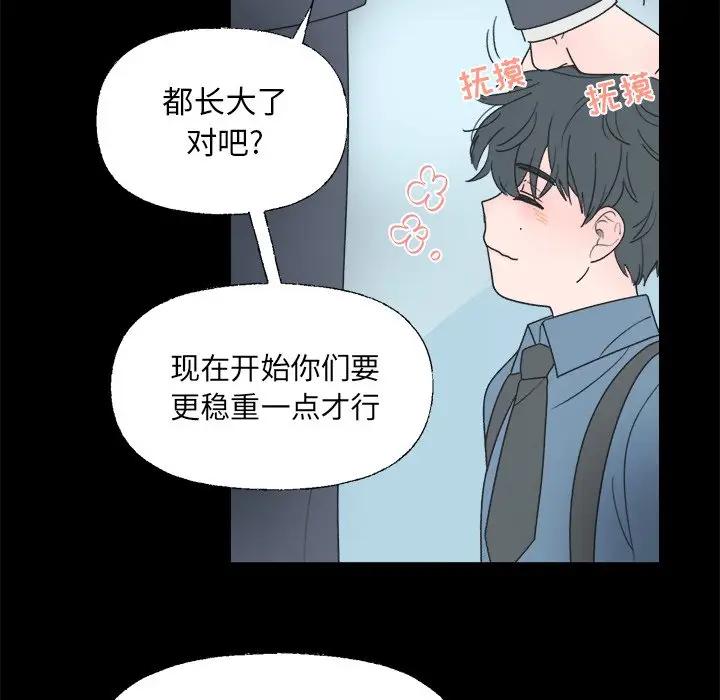 都长大了
对吧?
抚摸
抚摸
现在开始你们要
更稳重一点才行